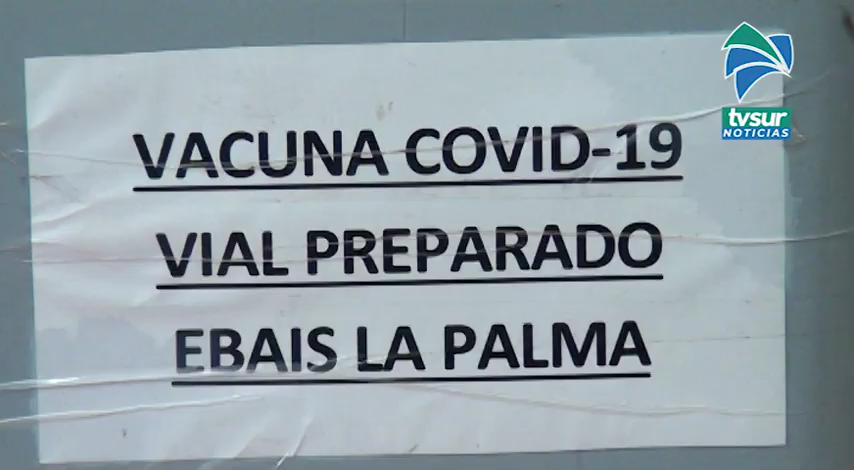 tvsur
NOTICIAS
VACUNA COVID-19
VIAL PREPARADO
EBAIS LA PALMA